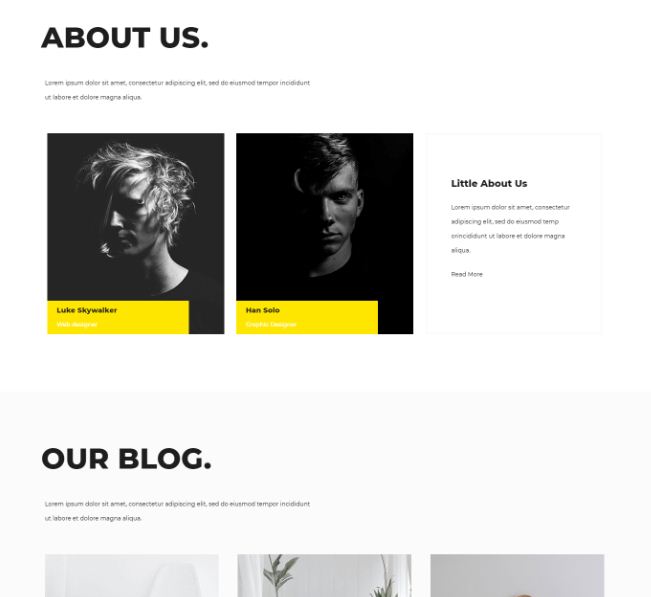 ABOUT US.
Lorem ipsum dolor sit amet, consectetur adipiscing elit, sed do eiusmod tempor incididunt
ut labore et dolore magna aliqua.
Luke Skywalker
Web designer
Han Solo
Graphic Designer
Little About Us
Lorem ipsum dolor sit amet, consectetur
adipiscing elit, sed do eiusmod temp
orincididunt ut labore et dolore magna
aliqua.
Read More
OUR BLOG.
Lorem ipsum dolor sit amet, consectetur adipiscing elit, sed do eiusmod tempor incididunt
ut labore et dolore magna aliqua.